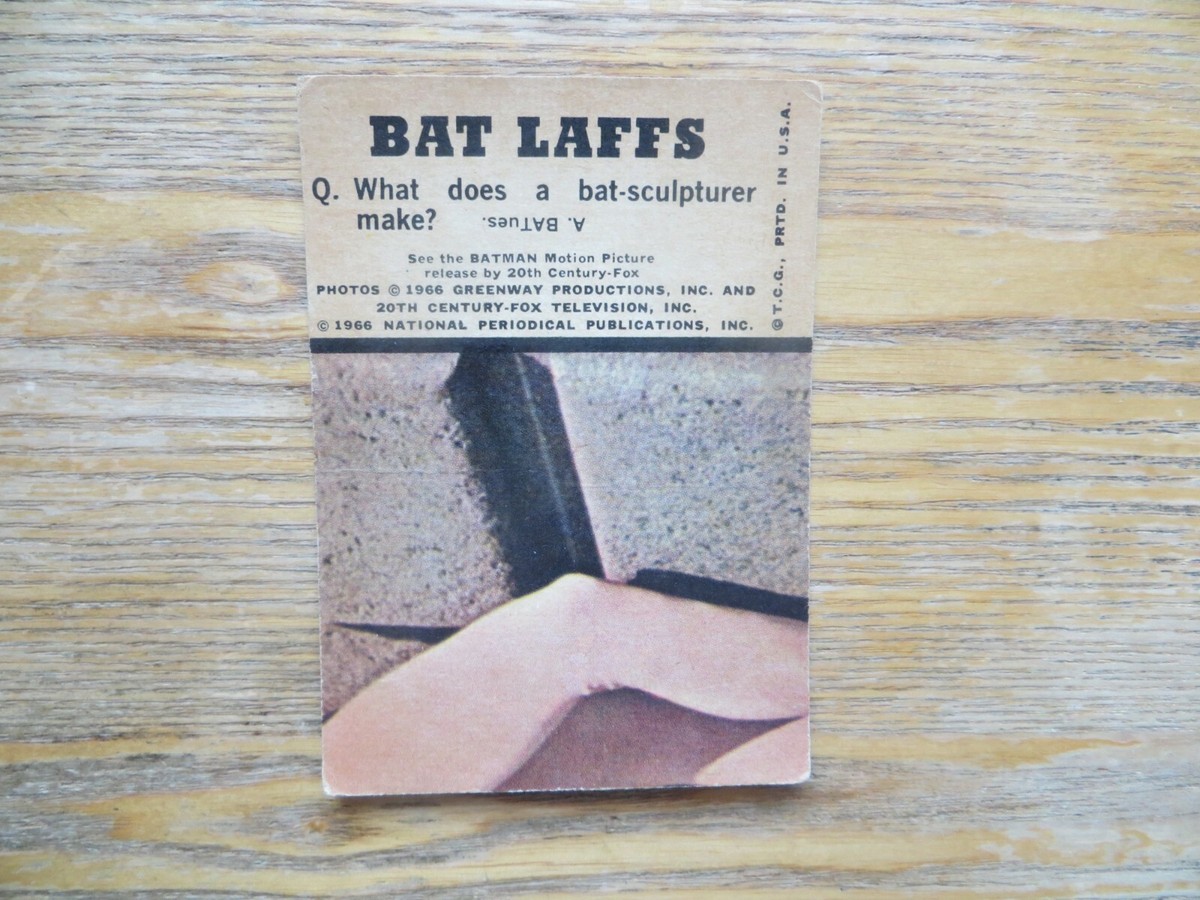 BAT LAFFS
Q. What does a bat-sculpturer
make?
A. BATues.
See the BATMAN Motion Picture
release by 20th Century-Fox
PHOTOS © 1966 GREENWAY PRODUCTIONS, INC. AND
20TH CENTURY-FOX TELEVISION, INC.
© 1966 NATIONAL PERIODICAL PUBLICATIONS, INC.
© T.C.G., PRTD. IN U.S.A.